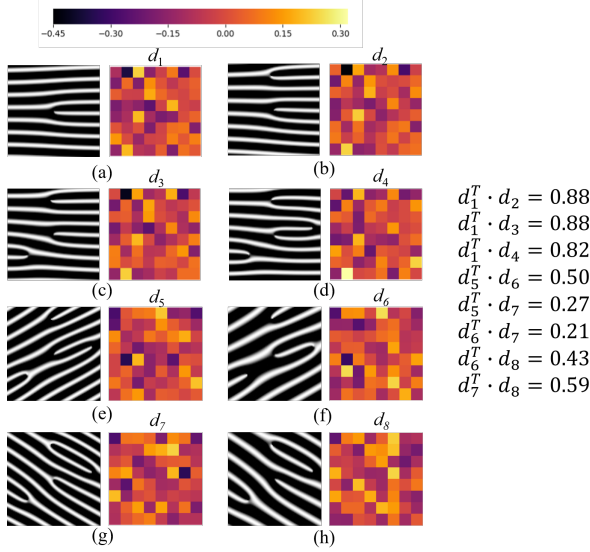 −0.45 −0.30 −0.15 0.00 0.15 0.30
d₁ d₂
(a) (b)
d₃ d₄
(c) (d)
d₅ d₆
(e) (f)
d₇ d₈
(g) (h)
d₁ᵀ · d₂ = 0.88
d₁ᵀ · d₃ = 0.88
d₁ᵀ · d₄ = 0.82
d₅ᵀ · d₆ = 0.50
d₅ᵀ · d₇ = 0.27
d₆ᵀ · d₇ = 0.21
d₆ᵀ · d₈ = 0.43
d₇ᵀ · d₈ = 0.59